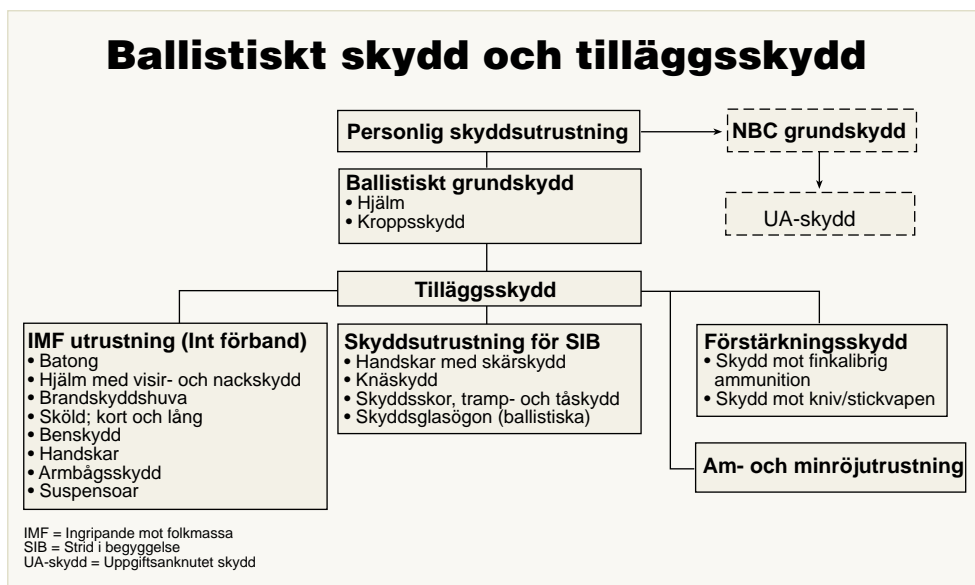 Ballistiskt skydd och tilläggsskydd
Personlig skyddsutrustning
NBC grundskydd
Ballistiskt grundskydd
• Hjälm
• Kroppsskydd
UA-skydd
Tilläggsskydd
IMF utrustning (Int förband)
• Batong
• Hjälm med visir- och nackskydd
• Brandskyddshuva
• Sköld; kort och lång
• Benskydd
• Handskar
• Armbågsskydd
• Suspensoar
Skyddsutrustning för SIB
• Handskar med skärskydd
• Knäskydd
• Skyddsskor, tramp- och tåskydd
• Skyddsglasögon (ballistiska)
Förstärkningsskydd
• Skydd mot finkalibrig
ammunition
• Skydd mot kniv/stickvapen
Am- och minröjutrustning
IMF = Ingripande mot folkmassa
SIB = Strid i begyggelse
UA-skydd = Uppgiftsanknutet skydd